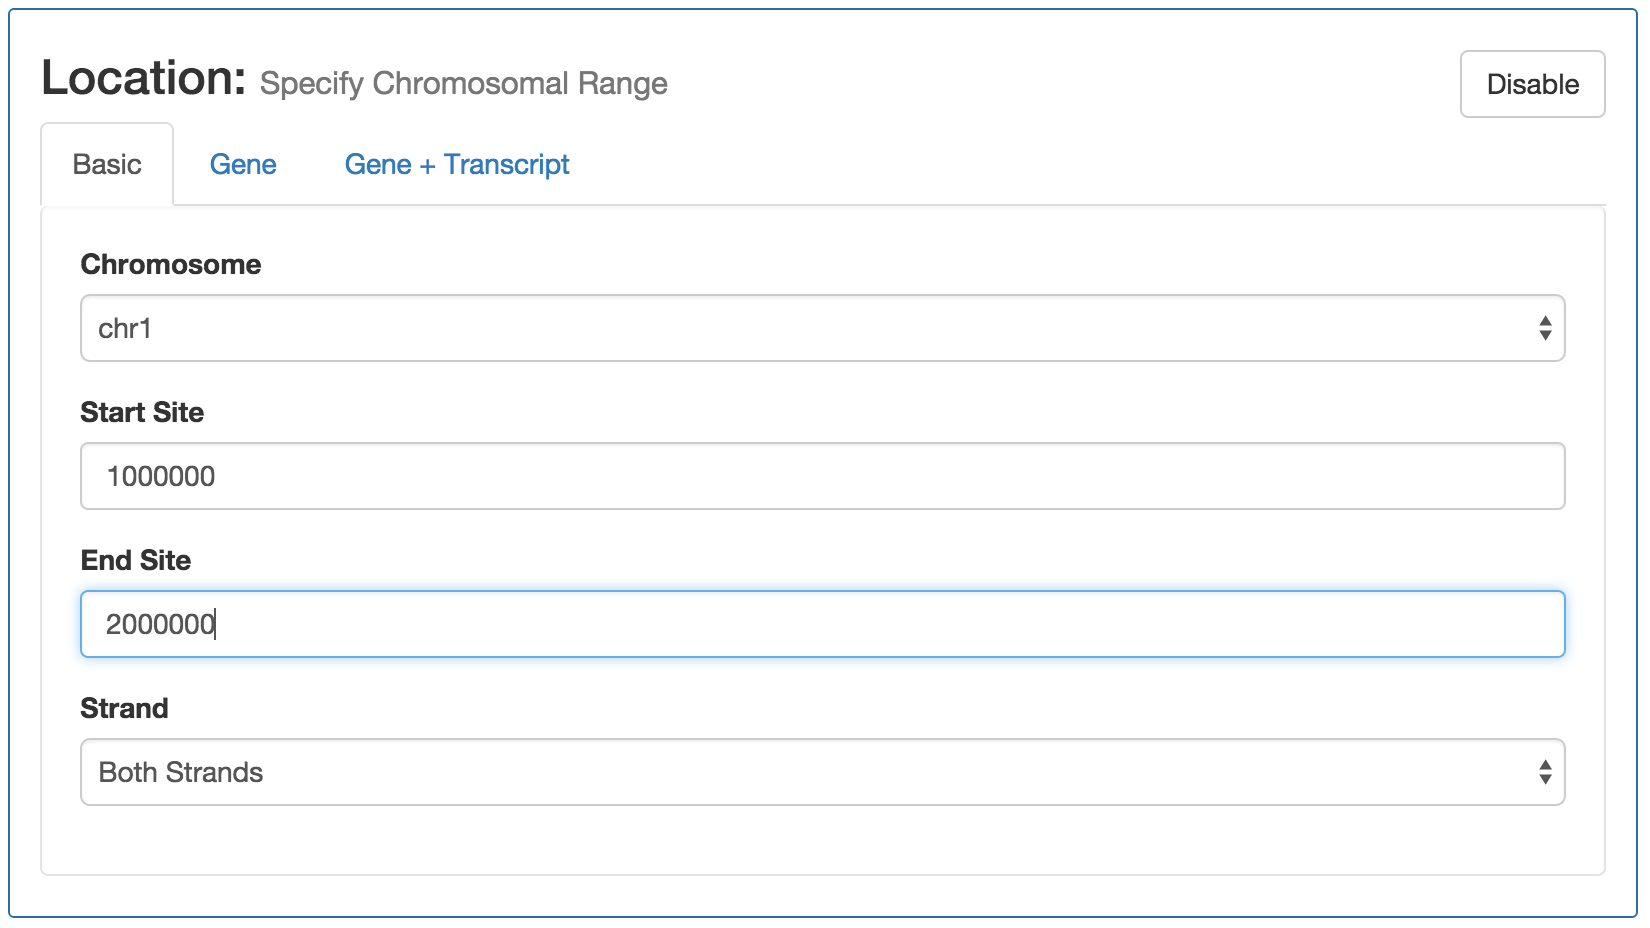 Location: Specify Chromosomal Range
Disable
Basic Gene Gene + Transcript
Chromosome
chr1
Start Site
1000000
End Site
2000000
Strand
Both Strands